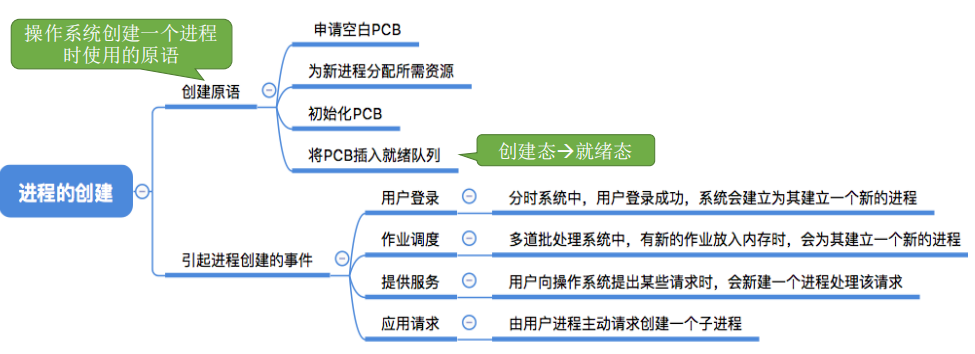 操作系统创建一个进程
时使用的原语
申请空白PCB
为新进程分配所需资源
创建原语
初始化PCB
将PCB插入就绪队列
创建态→就绪态
进程的创建
用户登录
分时系统中，用户登录成功，系统会建立为其建立一个新的进程
作业调度
多道批处理系统中，有新的作业放入内存时，会为其建立一个新的进程
引起进程创建的事件
提供服务
用户向操作系统提出某些请求时，会新建一个进程处理该请求
应用请求
由用户进程主动请求创建一个子进程